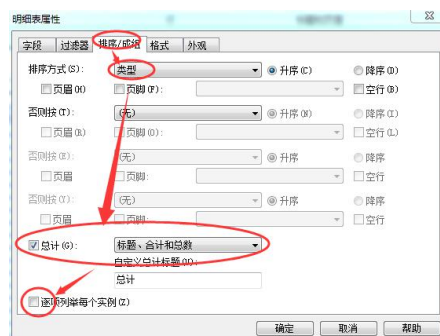 明细表属性
字段 过滤器 排序/成组 格式 外观
排序方式(S): 类型 升序(C) 降序(D)
页眉(H) 页脚(F): 空行(B)
否则按(T): (无) 升序(N) 降序(I)
页眉(R) 页脚(O): 空行(L)
否则按(E): (无) 升序 降序
页眉 页脚: 空行
否则按(Y): (无) 升序 降序
页眉 页脚: 空行
总计(G): 标题、合计和总数
自定义总计标题(U):
总计
逐项列举每个实例(Z)
确定 取消 帮助